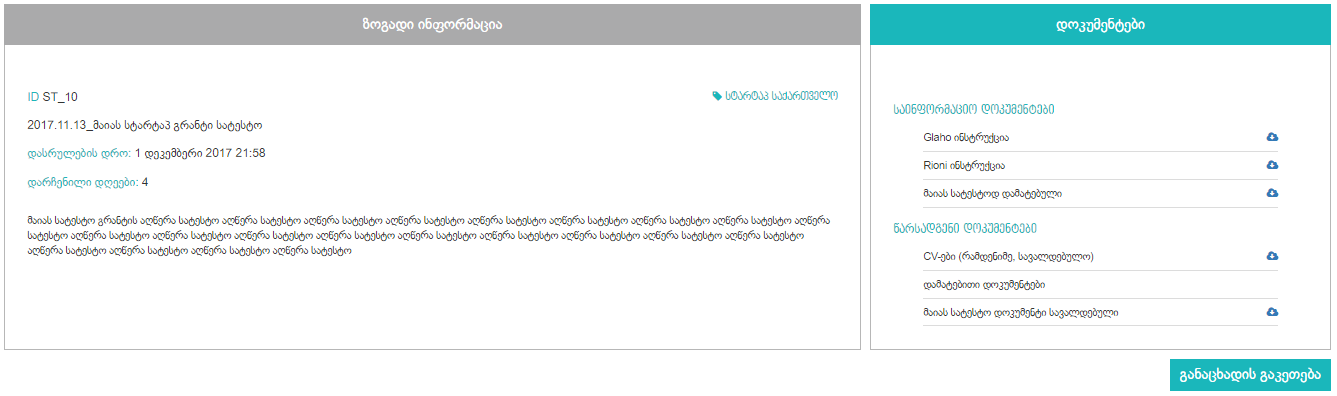 ზოგადი ინფორმაცია
ID ST_10
სტარტაპ საქართველო
2017.11.13_მაიას სტარტაპ გრანტი სატესტო
დასრულების დრო: 1 დეკემბერი 2017 21:58
დარჩენილი დღეები: 4
მაიას სატესტო გრანტის აღწერა სატესტო აღწერა სატესტო აღწერა სატესტო აღწერა სატესტო აღწერა სატესტო აღწერა სატესტო აღწერა სატესტო აღწერა სატესტო აღწერა
სატესტო აღწერა სატესტო აღწერა სატესტო აღწერა სატესტო აღწერა სატესტო აღწერა სატესტო აღწერა სატესტო აღწერა სატესტო აღწერა სატესტო აღწერა სატესტო
აღწერა სატესტო აღწერა სატესტო აღწერა სატესტო აღწერა სატესტო
დოკუმენტები
საინფორმაციო დოკუმენტები
Glaho ინსტრუქცია
Rioni ინსტრუქცია
მაიას სატესტოდ დამატებული
წარსადგენი დოკუმენტები
CV-ები (რამდენიმე, სავალდებულო)
დამატებითი დოკუმენტები
მაიას სატესტო დოკუმენტი სავალდებული
განაცხადის გაკეთება